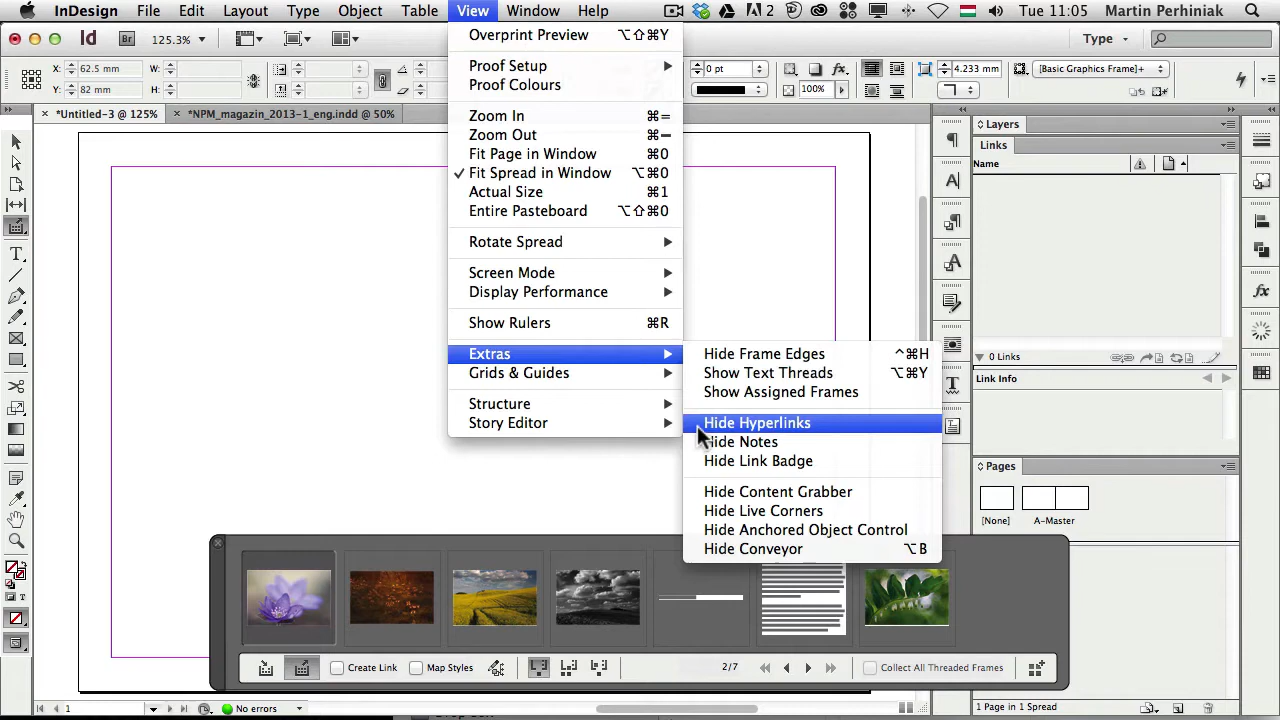 InDesign File Edit Layout Type Object Table View Window Help 2 Tue 11:05 Martin Perhiniak
Id Br 125.3% Type
X: 62.5 mm W: 0 pt 4.233 mm [Basic Graphics Frame]+
Y: 82 mm H: 100%
× *Untitled-3 @ 125% × *NPM_magazin_2013-1_eng.indd @ 50%
Overprint Preview ⌥⇧⌘Y
Proof Setup
Proof Colours
Zoom In ⌘=
Zoom Out ⌘−
Fit Page in Window ⌘0
✓ Fit Spread in Window ⌥⌘0
Actual Size ⌘1
Entire Pasteboard ⌥⇧⌘0
Rotate Spread
Screen Mode
Display Performance
Show Rulers ⌘R
Extras
Grids & Guides
Structure
Story Editor
Hide Frame Edges ^⌘H
Show Text Threads ⌥⌘Y
Show Assigned Frames
Hide Hyperlinks
Hide Notes
Hide Link Badge
Hide Content Grabber
Hide Live Corners
Hide Anchored Object Control
Hide Conveyor ⌥B
Layers
Links
Name
0 Links
Link Info
Pages
[None] A-Master
1 Page in 1 Spread
Create Link Map Styles 2/7 Collect All Threaded Frames
1 No errors